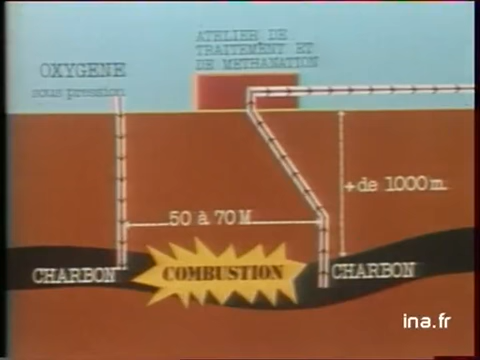 ATELIER DE
TRAITEMENT ET
DE METHANATION
OXYGENE
sous pression
+ de 1000 m.
50 à 70 M
CHARBON
COMBUSTION
CHARBON
ina.fr